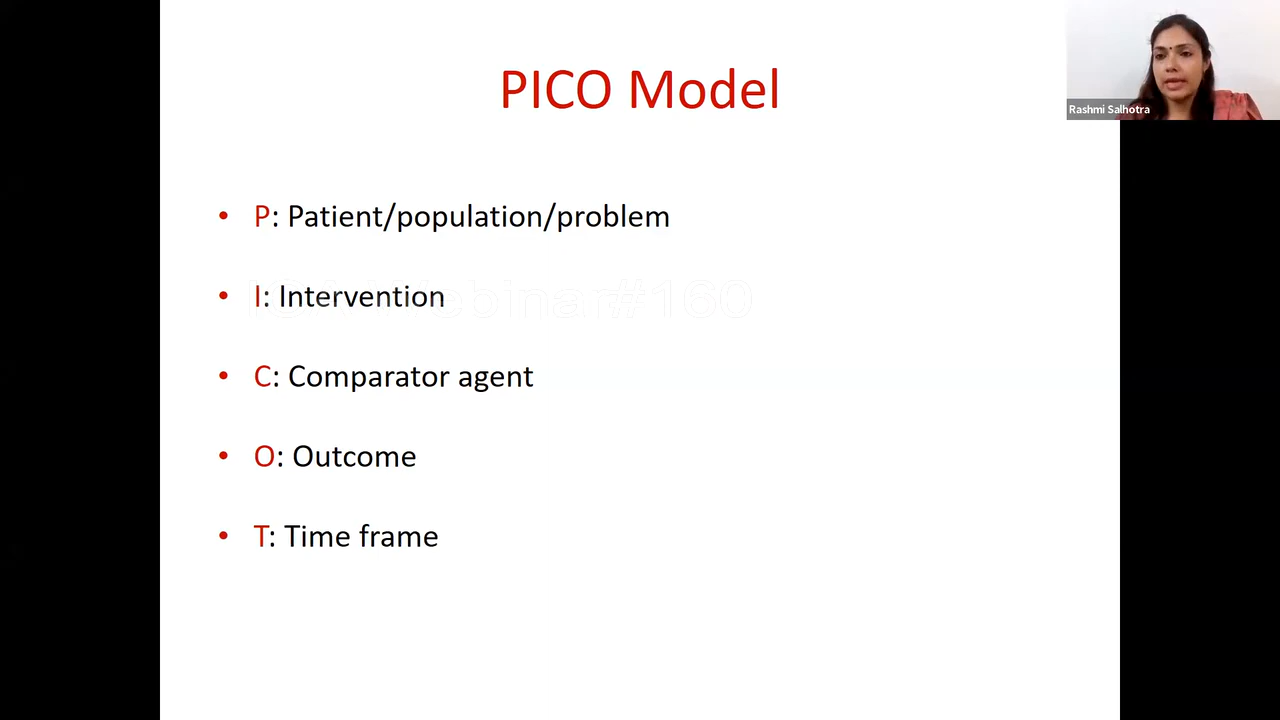 PICO Model
Rashmi Salhotra
• P: Patient/population/problem
• I: Intervention
• C: Comparator agent
• O: Outcome
• T: Time frame